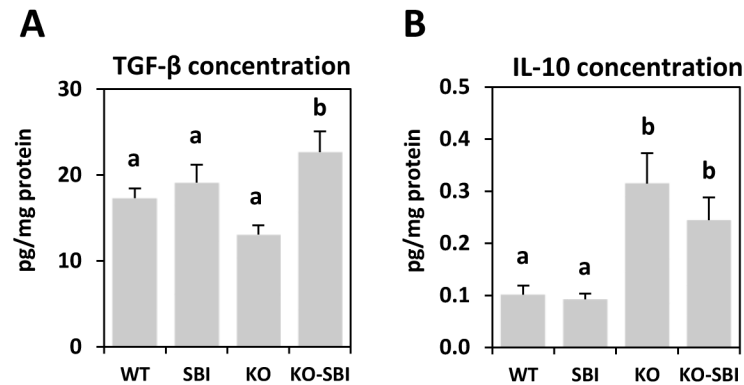 A
TGF-β concentration
pg/mg protein
30
20
10
0
a
a
a
b
WT SBI KO KO-SBI
B
IL-10 concentration
pg/mg protein
0.5
0.4
0.3
0.2
0.1
0.0
a
a
b
b
WT SBI KO KO-SBI